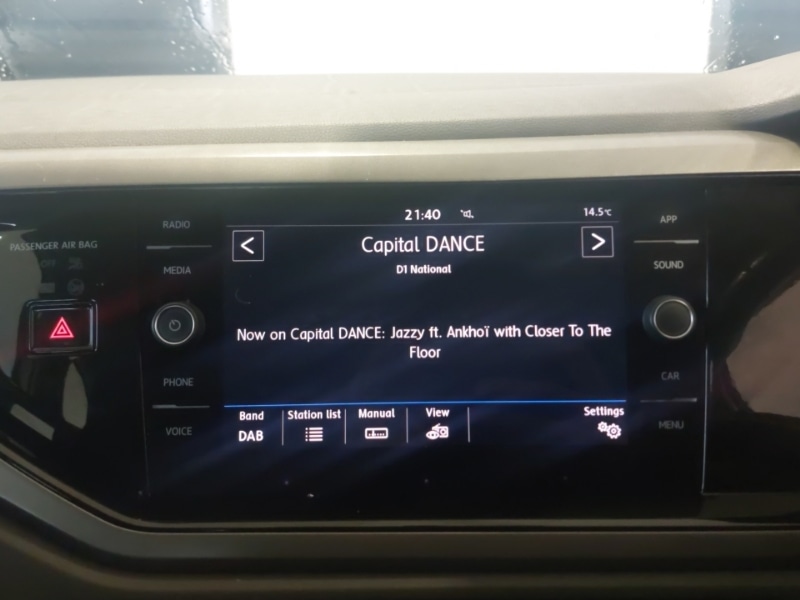 21:40
14.5°C
RADIO
APP
PASSENGER AIR BAG
OFF
Capital DANCE
D1 National
MEDIA
SOUND
Now on Capital DANCE: Jazzy ft. Ankhoï with Closer To The
Floor
PHONE
CAR
Band
Station list
Manual
View
Settings
DAB
VOICE
MENU